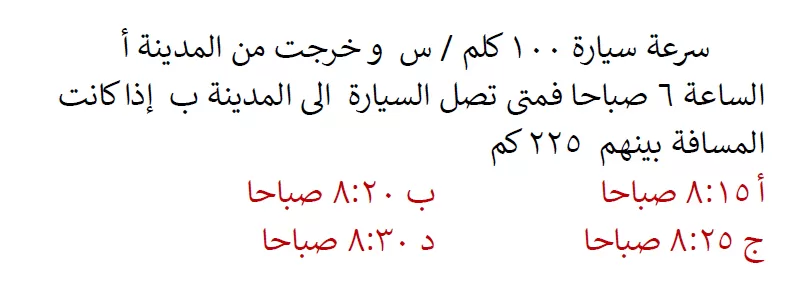 سرعة سيارة ١٠٠ كلم / س و خرجت من المدينة أ
الساعة ٦ صباحا فمتى تصل السيارة الى المدينة ب إذا كانت
المسافة بينهم ٢٢٥ كم
أ ٨:١٥ صباحا ب ٨:٢٠ صباحا
ج ٨:٢٥ صباحا د ٨:٣٠ صباحا